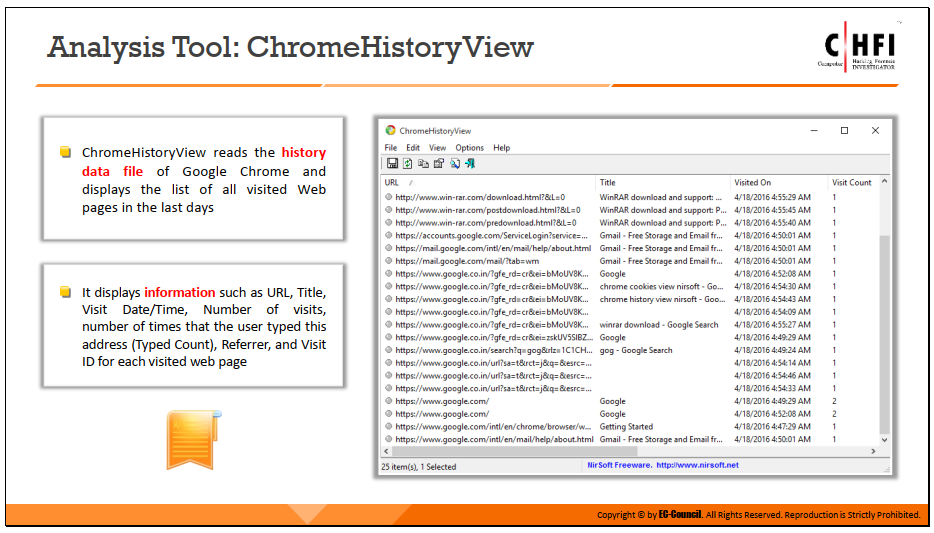 Analysis Tool: ChromeHistoryView
CHFI
Computer Hacking Forensic
INVESTIGATOR
ChromeHistoryView reads the history
data file of Google Chrome and
displays the list of all visited Web
pages in the last days
It displays information such as URL, Title,
Visit Date/Time, Number of visits,
number of times that the user typed this
address (Typed Count), Referrer, and Visit
ID for each visited web page
ChromeHistoryView
File Edit View Options Help
URL / Title Visited On Visit Count
http://www.win-rar.com/download.html?&L=0 WinRAR download and support: ... 4/18/2016 4:55:29 AM 1
http://www.win-rar.com/postdownload.html?&L=0 WinRAR download and support: P... 4/18/2016 4:55:45 AM 1
http://www.win-rar.com/predownload.html?&L=0 WinRAR download and support: P... 4/18/2016 4:55:40 AM 1
https://accounts.google.com/ServiceLogin?service=... Gmail - Free Storage and Email fr... 4/18/2016 4:50:01 AM 1
https://mail.google.com/intl/en/mail/help/about.html Gmail - Free Storage and Email fr... 4/18/2016 4:50:01 AM 1
https://mail.google.com/mail/?tab=wm Gmail - Free Storage and Email fr... 4/18/2016 4:50:01 AM 1
https://www.google.co.in/?gfe_rd=cr&ei=bMoUV8K... Google 4/18/2016 4:52:08 AM 1
https://www.google.co.in/?gfe_rd=cr&ei=bMoUV8K... chrome cookies view nirsoft - Go... 4/18/2016 4:54:30 AM 1
https://www.google.co.in/?gfe_rd=cr&ei=bMoUV8K... chrome history view nirsoft - Goo... 4/18/2016 4:54:43 AM 1
https://www.google.co.in/?gfe_rd=cr&ei=bMoUV8K... 4/18/2016 4:54:09 AM 1
https://www.google.co.in/?gfe_rd=cr&ei=bMoUV8K... winrar download - Google Search 4/18/2016 4:55:27 AM 1
https://www.google.co.in/?gfe_rd=cr&ei=zskUV5SIBZ... Google 4/18/2016 4:49:29 AM 1
https://www.google.co.in/search?q=gog&rlz=1C1CH... gog - Google Search 4/18/2016 4:49:24 AM 1
https://www.google.co.in/url?sa=t&rct=j&q=&esrc=... 4/18/2016 4:54:14 AM 1
https://www.google.co.in/url?sa=t&rct=j&q=&esrc=... 4/18/2016 4:54:46 AM 1
https://www.google.co.in/url?sa=t&rct=j&q=&esrc=... 4/18/2016 4:54:33 AM 1
https://www.google.com/ Google 4/18/2016 4:49:29 AM 2
https://www.google.com/ Google 4/18/2016 4:52:08 AM 2
https://www.google.com/intl/en/chrome/browser/w... Getting Started 4/18/2016 4:47:29 AM 1
https://www.google.com/intl/en/mail/help/about.html Gmail - Free Storage and Email fr... 4/18/2016 4:50:01 AM 1
25 item(s), 1 Selected NirSoft Freeware. http://www.nirsoft.net
Copyright © by EC-Council. All Rights Reserved. Reproduction is Strictly Prohibited.